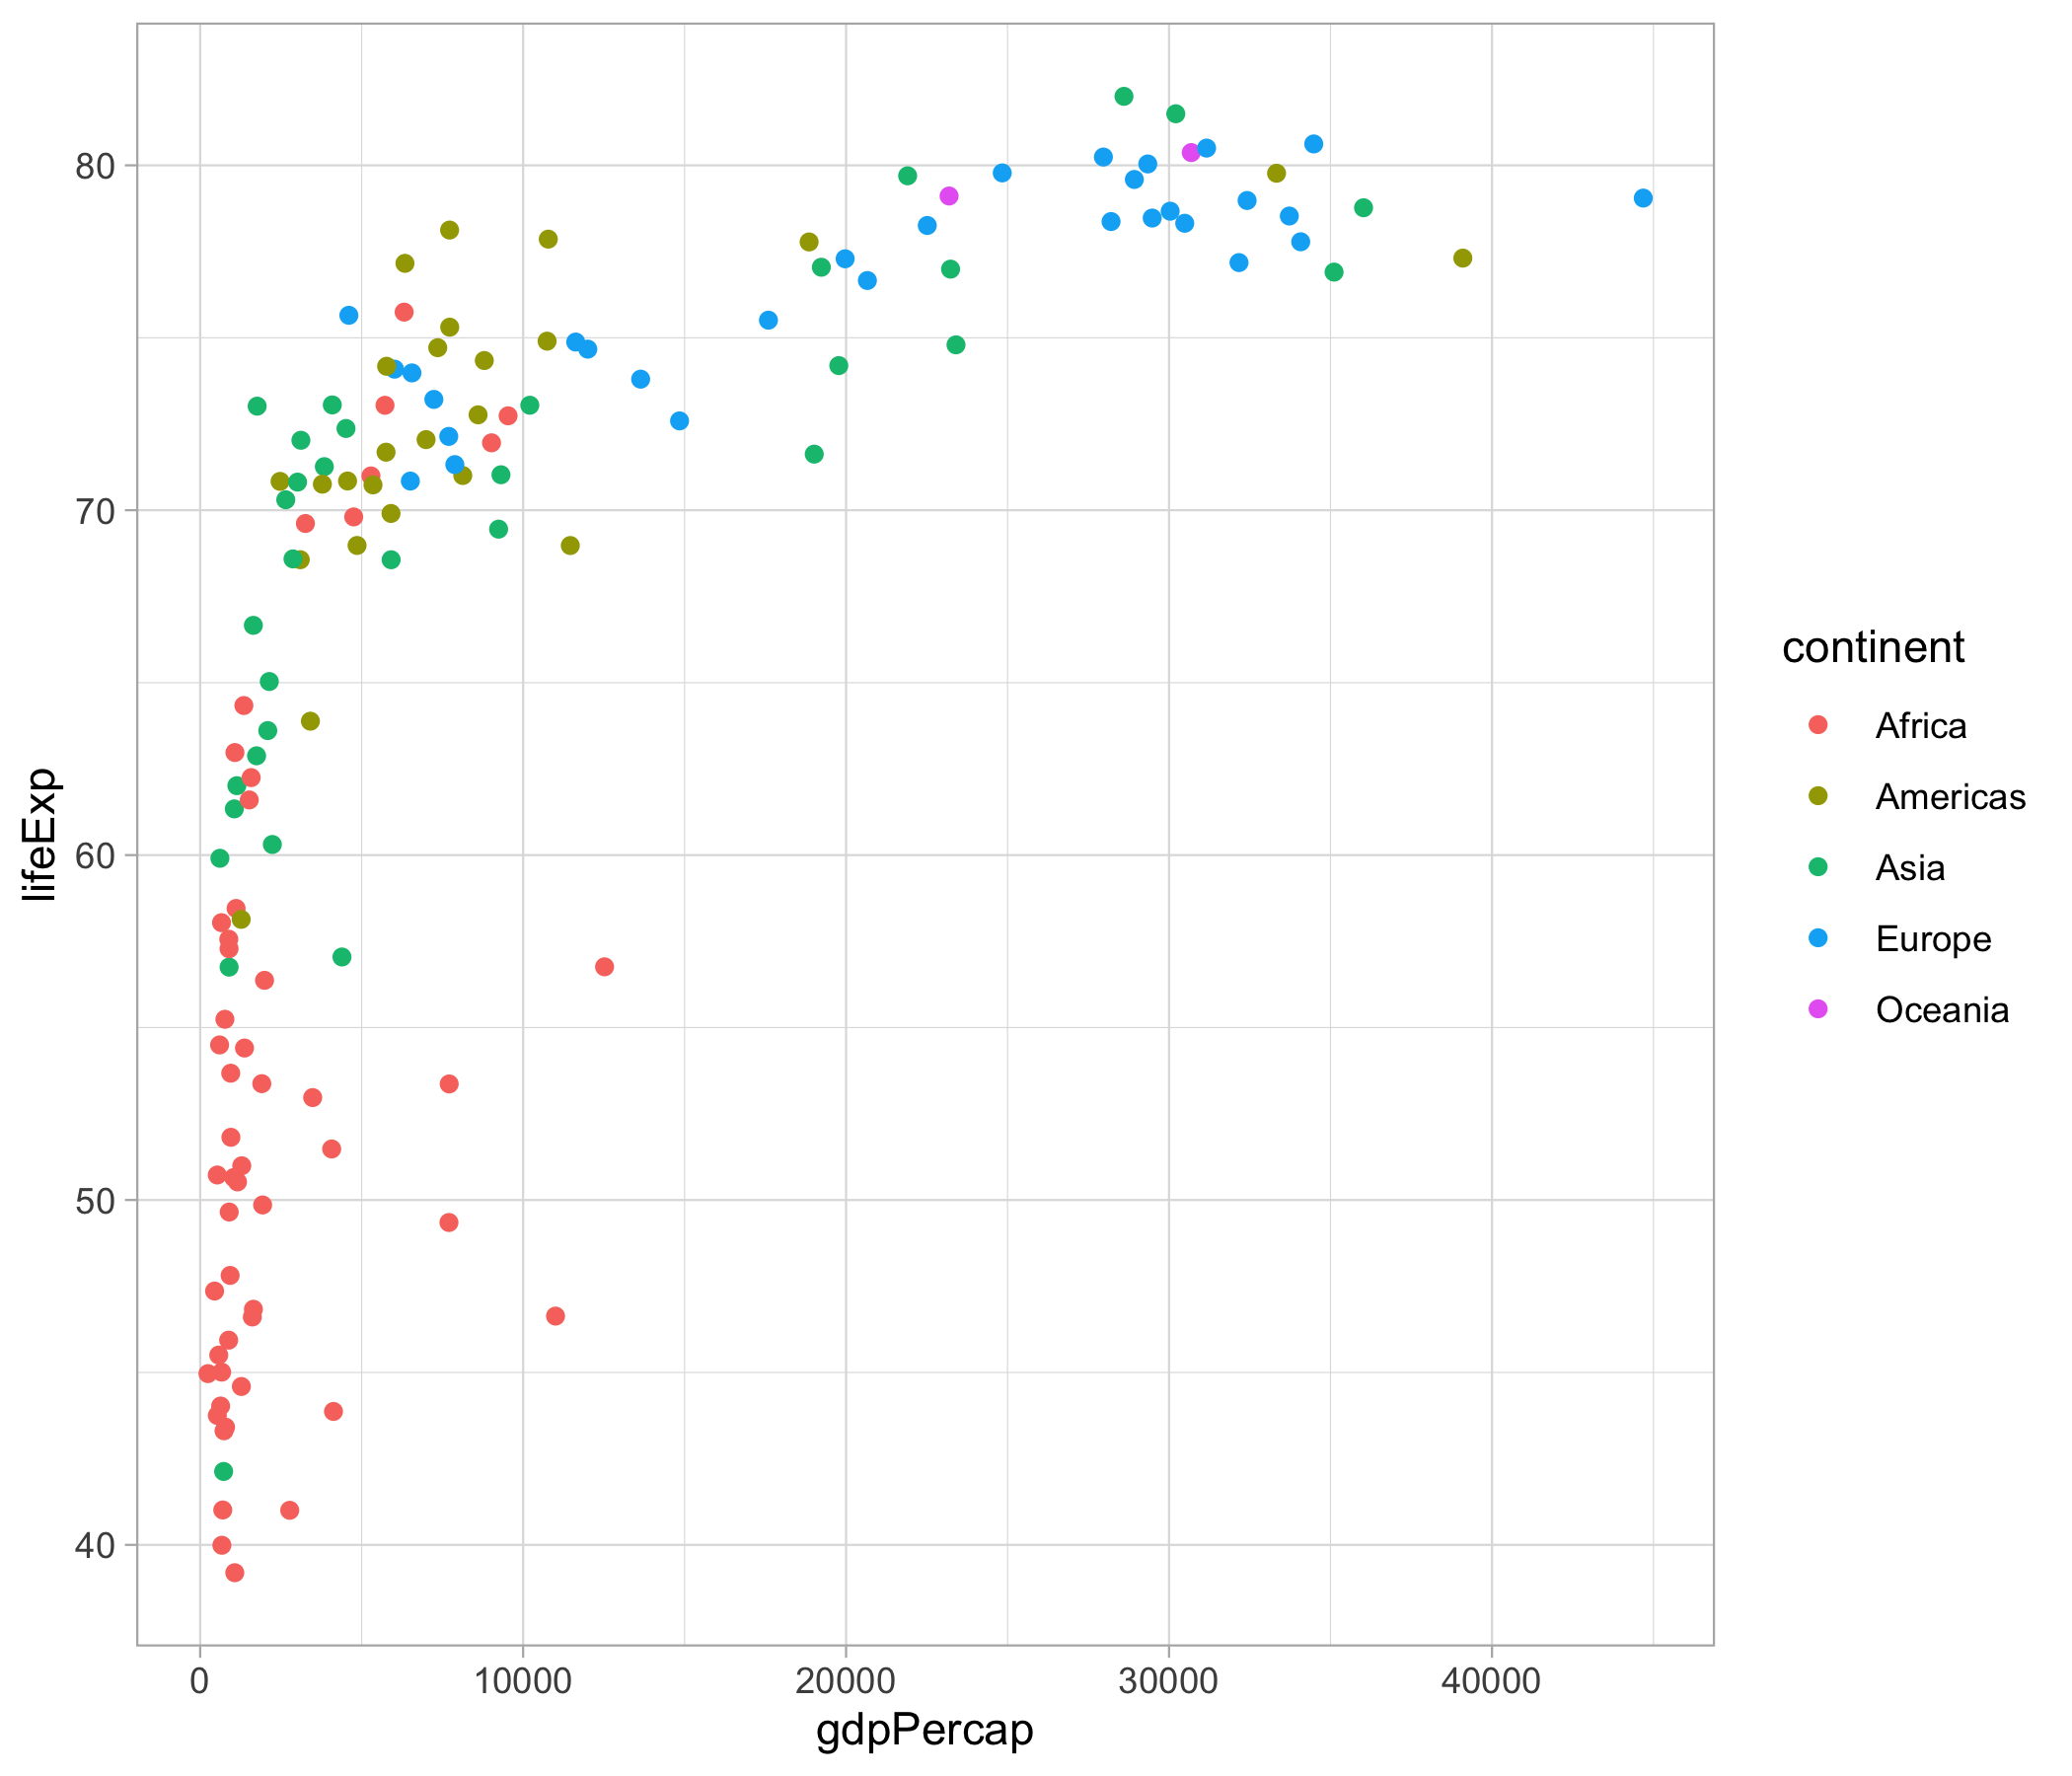 80
70
60
50
40
lifeExp
0 10000 20000 30000 40000
gdpPercap
continent
Africa
Americas
Asia
Europe
Oceania